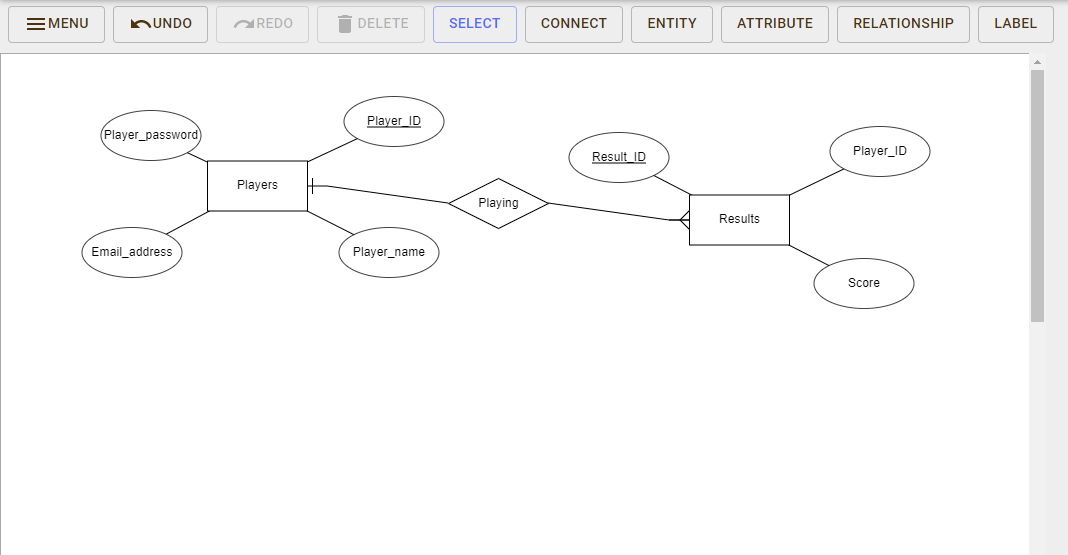 MENU
UNDO
REDO
DELETE
SELECT
CONNECT
ENTITY
ATTRIBUTE
RELATIONSHIP
LABEL
Player_password
Player_ID
Players
Email_address
Player_name
Playing
Result_ID
Player_ID
Results
Score